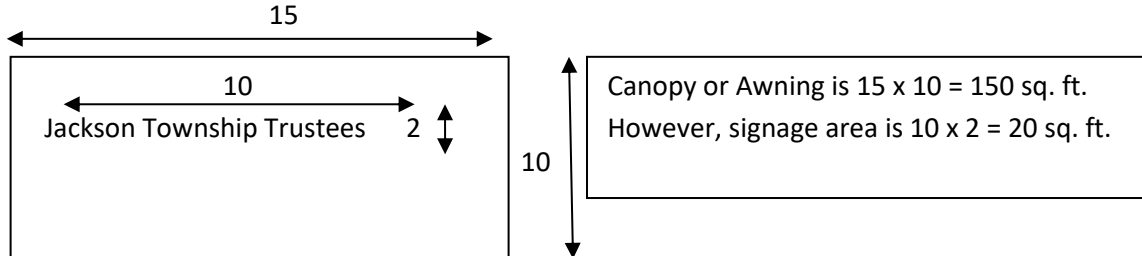 15
10
Jackson Township Trustees 2
10
Canopy or Awning is 15 x 10 = 150 sq. ft.
However, signage area is 10 x 2 = 20 sq. ft.